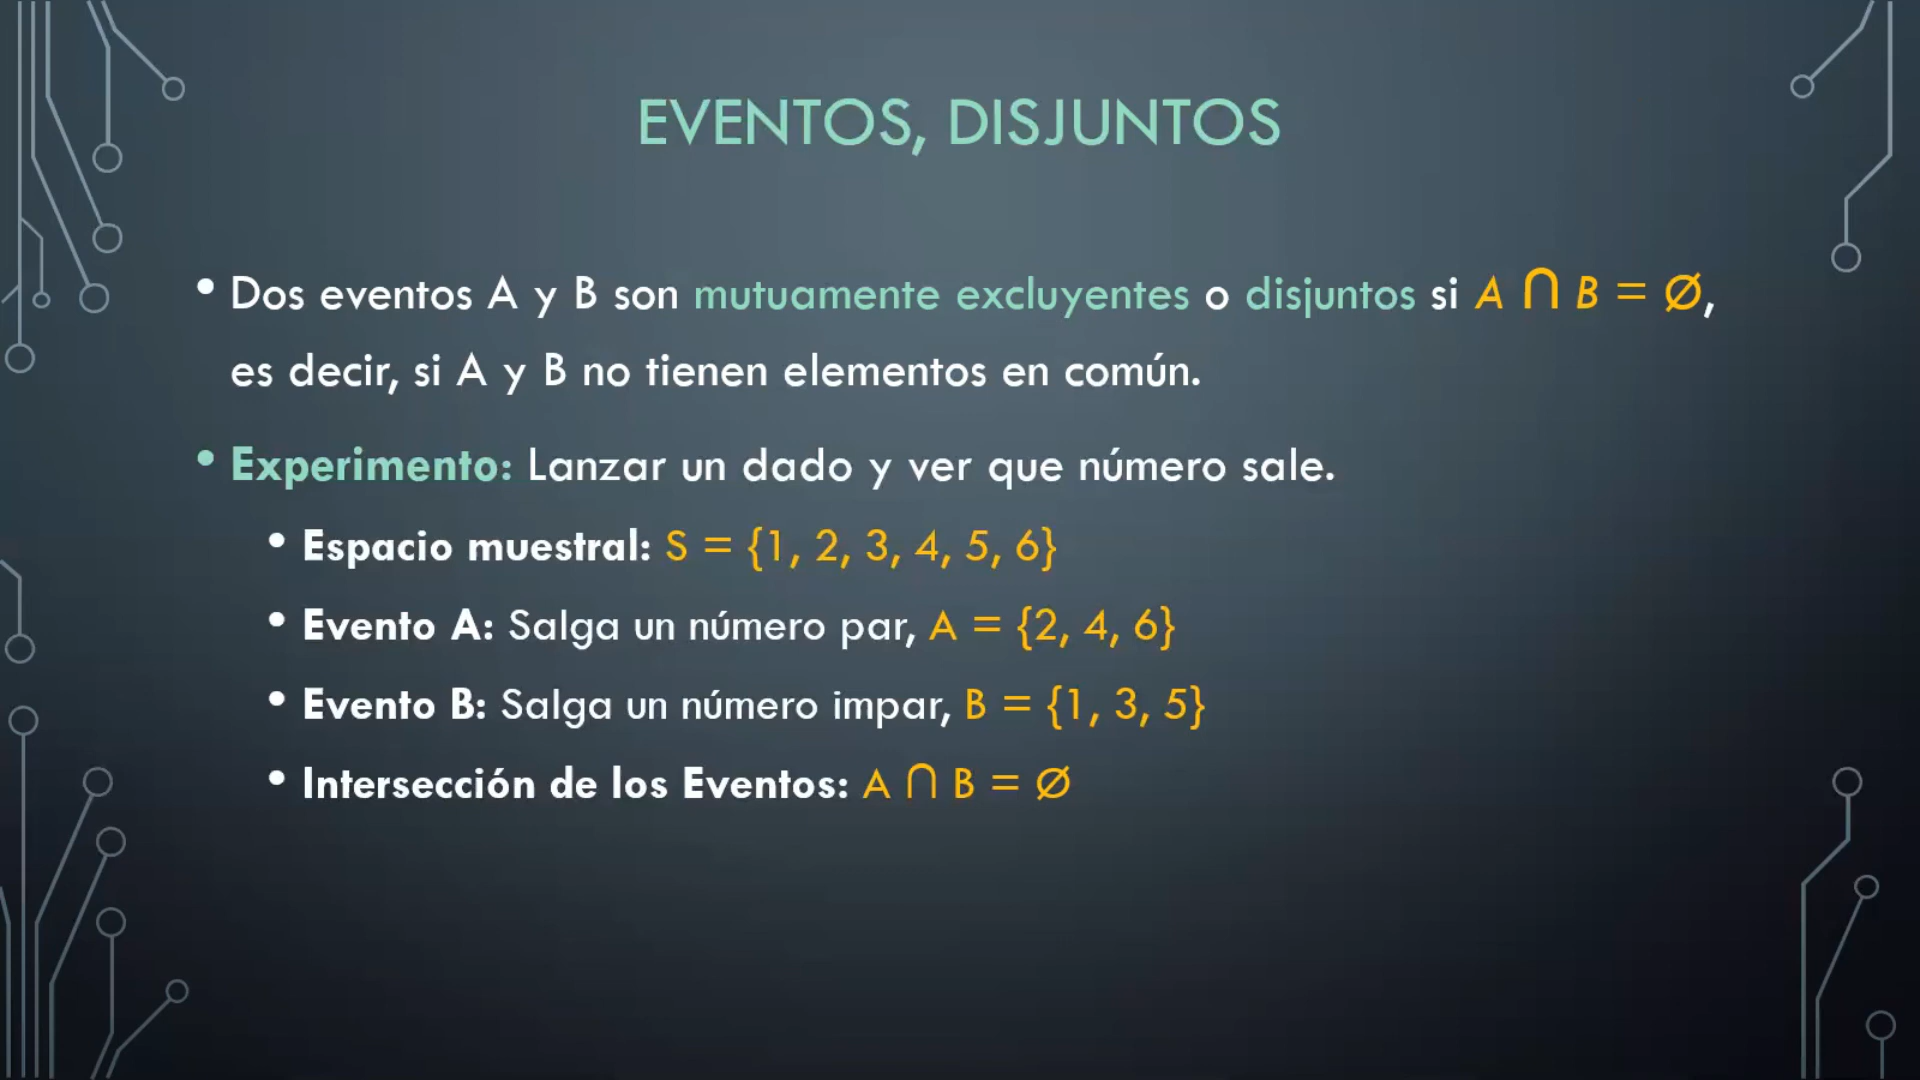 EVENTOS, DISJUNTOS
• Dos eventos A y B son mutuamente excluyentes o disjuntos si A ⋂ B = ∅,
es decir, si A y B no tienen elementos en común.
• Experimento: Lanzar un dado y ver que número sale.
• Espacio muestral: S = {1, 2, 3, 4, 5, 6}
• Evento A: Salga un número par, A = {2, 4, 6}
• Evento B: Salga un número impar, B = {1, 3, 5}
• Intersección de los Eventos: A ⋂ B = ∅